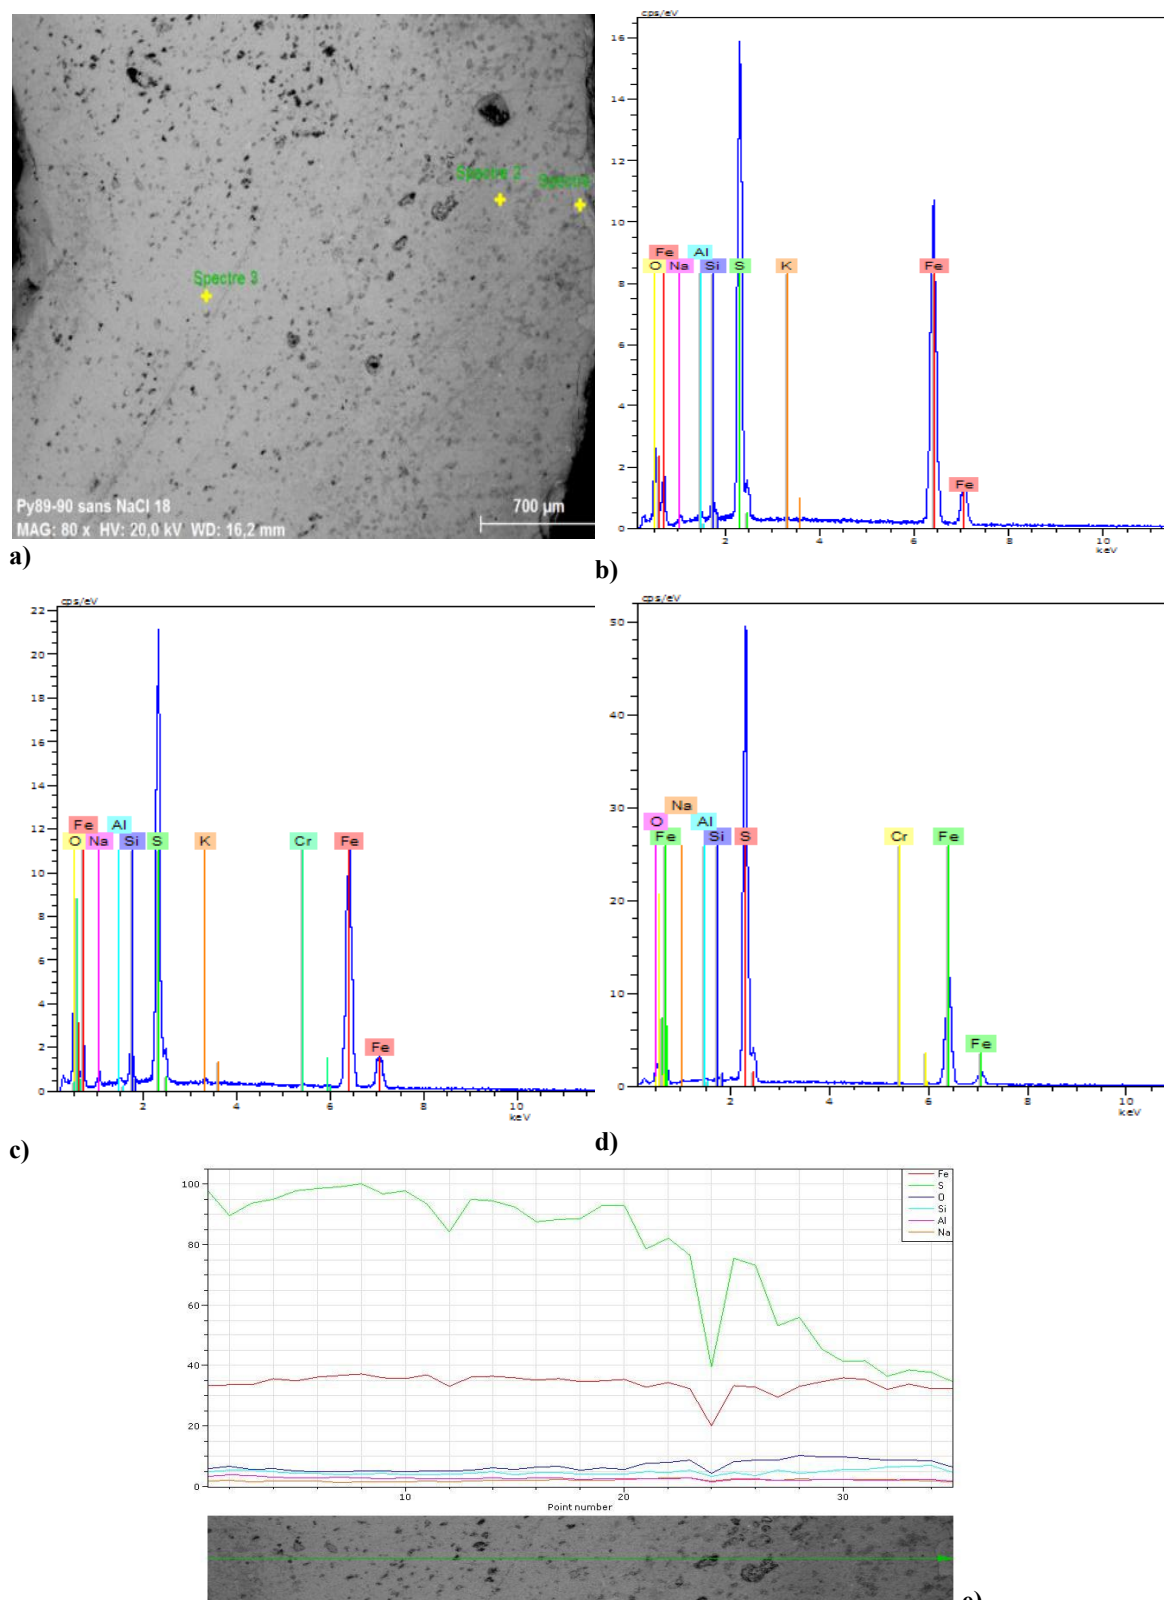 Spectre 2
Spectre
Spectre 3
Py89-90 sans NaCl 18
MAG: 80 x HV: 20,0 kV WD: 16,2 mm
700 µm
a)
cps/eV
16
14
12
10
8
6
4
2
0
Fe Al
O Na Si S K Fe
Fe
2 4 6 8 10
keV
b)
cps/eV
22
20
18
16
14
12
10
8
6
4
2
0
Fe Al
O Na Si S K Cr Fe
Fe
2 4 6 8 10
keV
c)
cps/eV
50
40
30
20
10
0
Na
O Al
Fe Si S Cr Fe
Fe
2 4 6 8 10
keV
d)
100
80
60
40
20
0
Fe
S
O
Si
Al
Na
10 20 30
Point number
e)